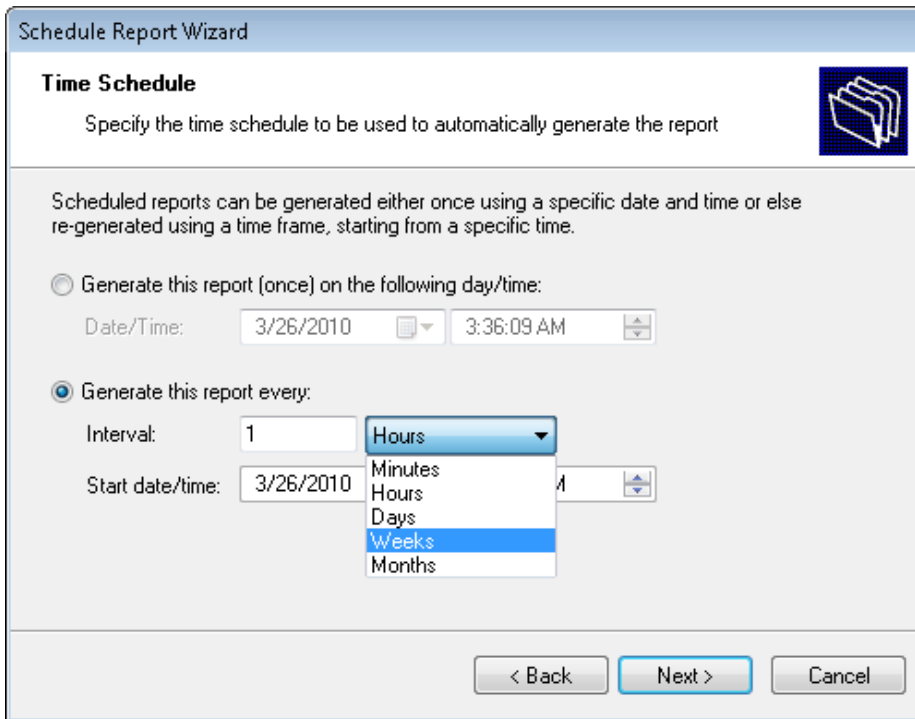 Schedule Report Wizard
Time Schedule
Specify the time schedule to be used to automatically generate the report
Scheduled reports can be generated either once using a specific date and time or else
re-generated using a time frame, starting from a specific time.
Generate this report (once) on the following day/time:
Date/Time: 3/26/2010 3:36:09 AM
Generate this report every:
Interval: 1 Hours
Minutes
Start date/time: 3/26/2010
Hours
Days
Weeks
Months
< Back Next > Cancel